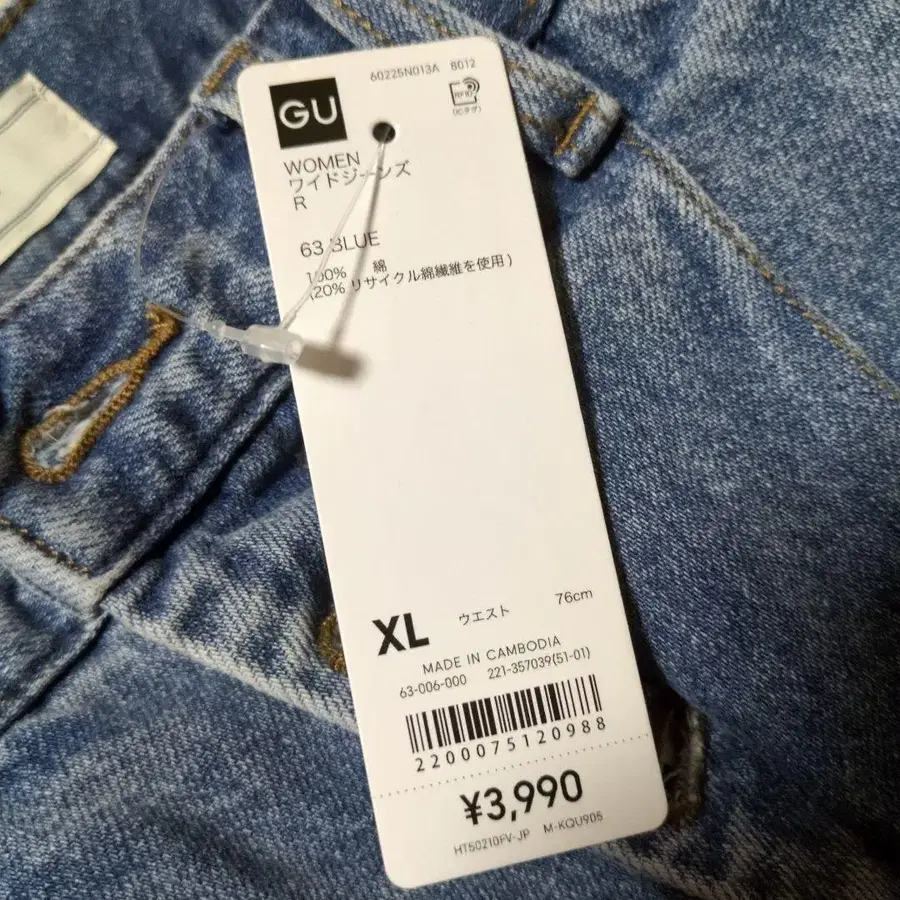 60225N013A 8012
GU
RFID
(ICタグ)
WOMEN
ワイドジーンズ
R
63 BLUE
100% 綿
(20% リサイクル綿繊維を使用)
XL ウエスト 76cm
MADE IN CAMBODIA
63-006-000 221-357039(51-01)
2200075120988
¥3,990
HT50210FV-JP M-KQU905